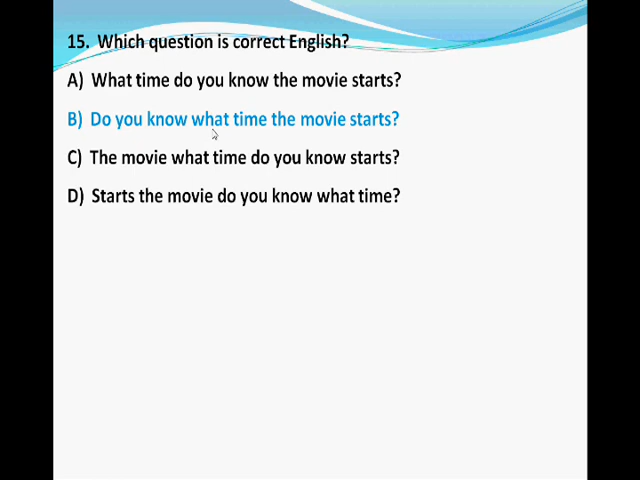 15. Which question is correct English?
A) What time do you know the movie starts?
B) Do you know what time the movie starts?
C) The movie what time do you know starts?
D) Starts the movie do you know what time?